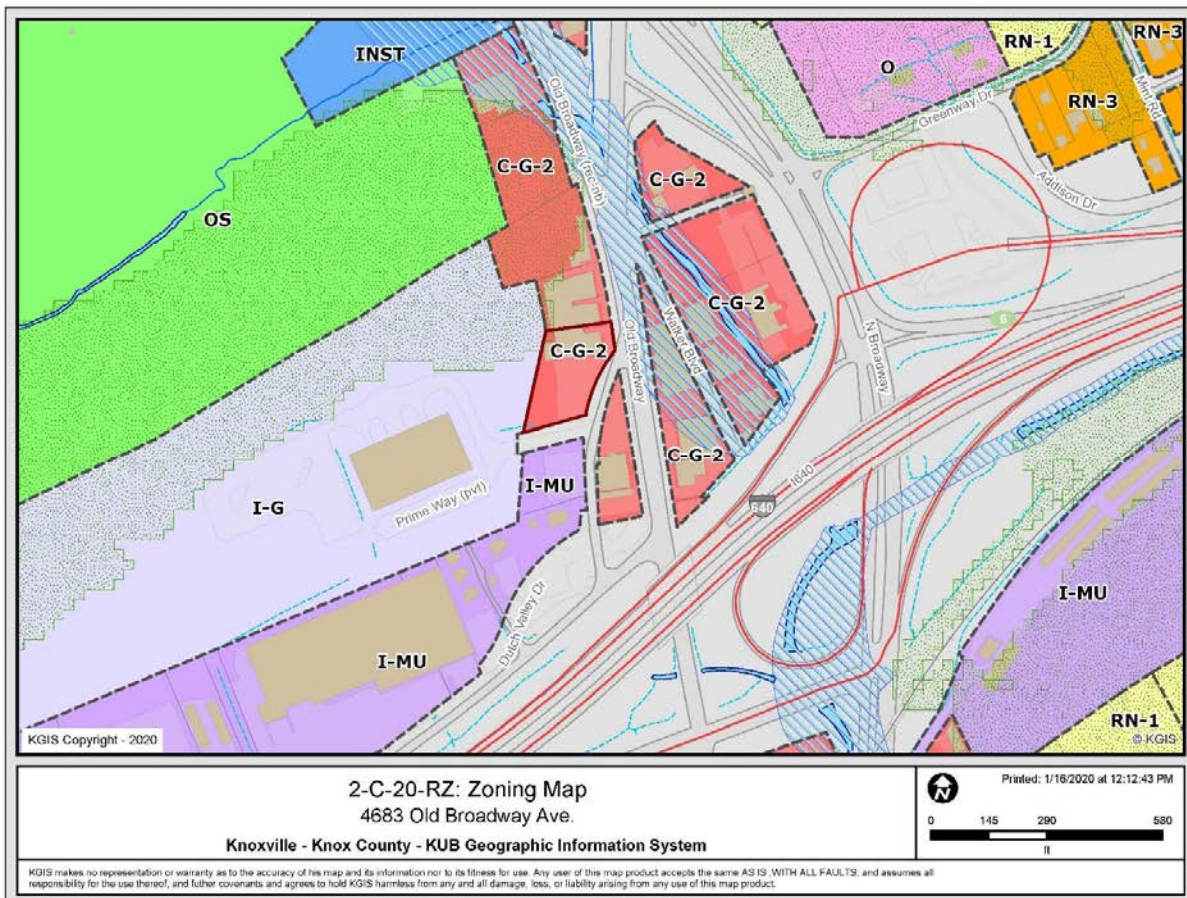 INST
RN-1
RN-3
O
Greenway Dr
RN-3
Mimi Rd
Old Broadway (rec-nb)
C-G-2
C-G-2
Addison Dr
OS
C-G-2
C-G-2
Old Broadway
Walker Blvd
N Broadway
6
C-G-2
I-MU
I640
640
I-G
Prime Way (pvt)
I-MU
Dutch Valley Dr
I-MU
RN-1
KGIS Copyright - 2020
© KGIS
2-C-20-RZ: Zoning Map
4683 Old Broadway Ave.
Knoxville - Knox County - KUB Geographic Information System
N
Printed: 1/16/2020 at 12:12:43 PM
0 145 290 580
ft
KGIS makes no representation or warranty as to the accuracy of his map and its information nor to its fitness for use. Any user of this map product accepts the same AS IS ,WITH ALL FAULTS, and assumes all
responsibility for the use thereof, and futher covenants and agrees to hold KGIS harmless from any and all damage, loss, or liability arising from any use of this map product.